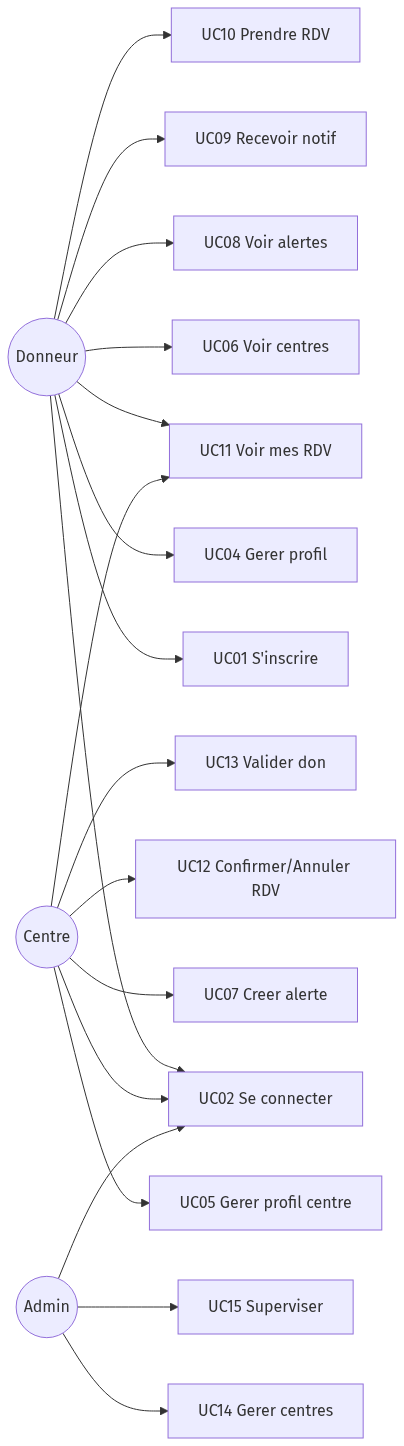 UC10 Prendre RDV
UC09 Recevoir notif
UC08 Voir alertes
UC06 Voir centres
Donneur
UC11 Voir mes RDV
UC04 Gerer profil
UC01 S'inscrire
UC13 Valider don
UC12 Confirmer/Annuler
RDV
Centre
UC07 Creer alerte
UC02 Se connecter
UC05 Gerer profil centre
Admin
UC15 Superviser
UC14 Gerer centres